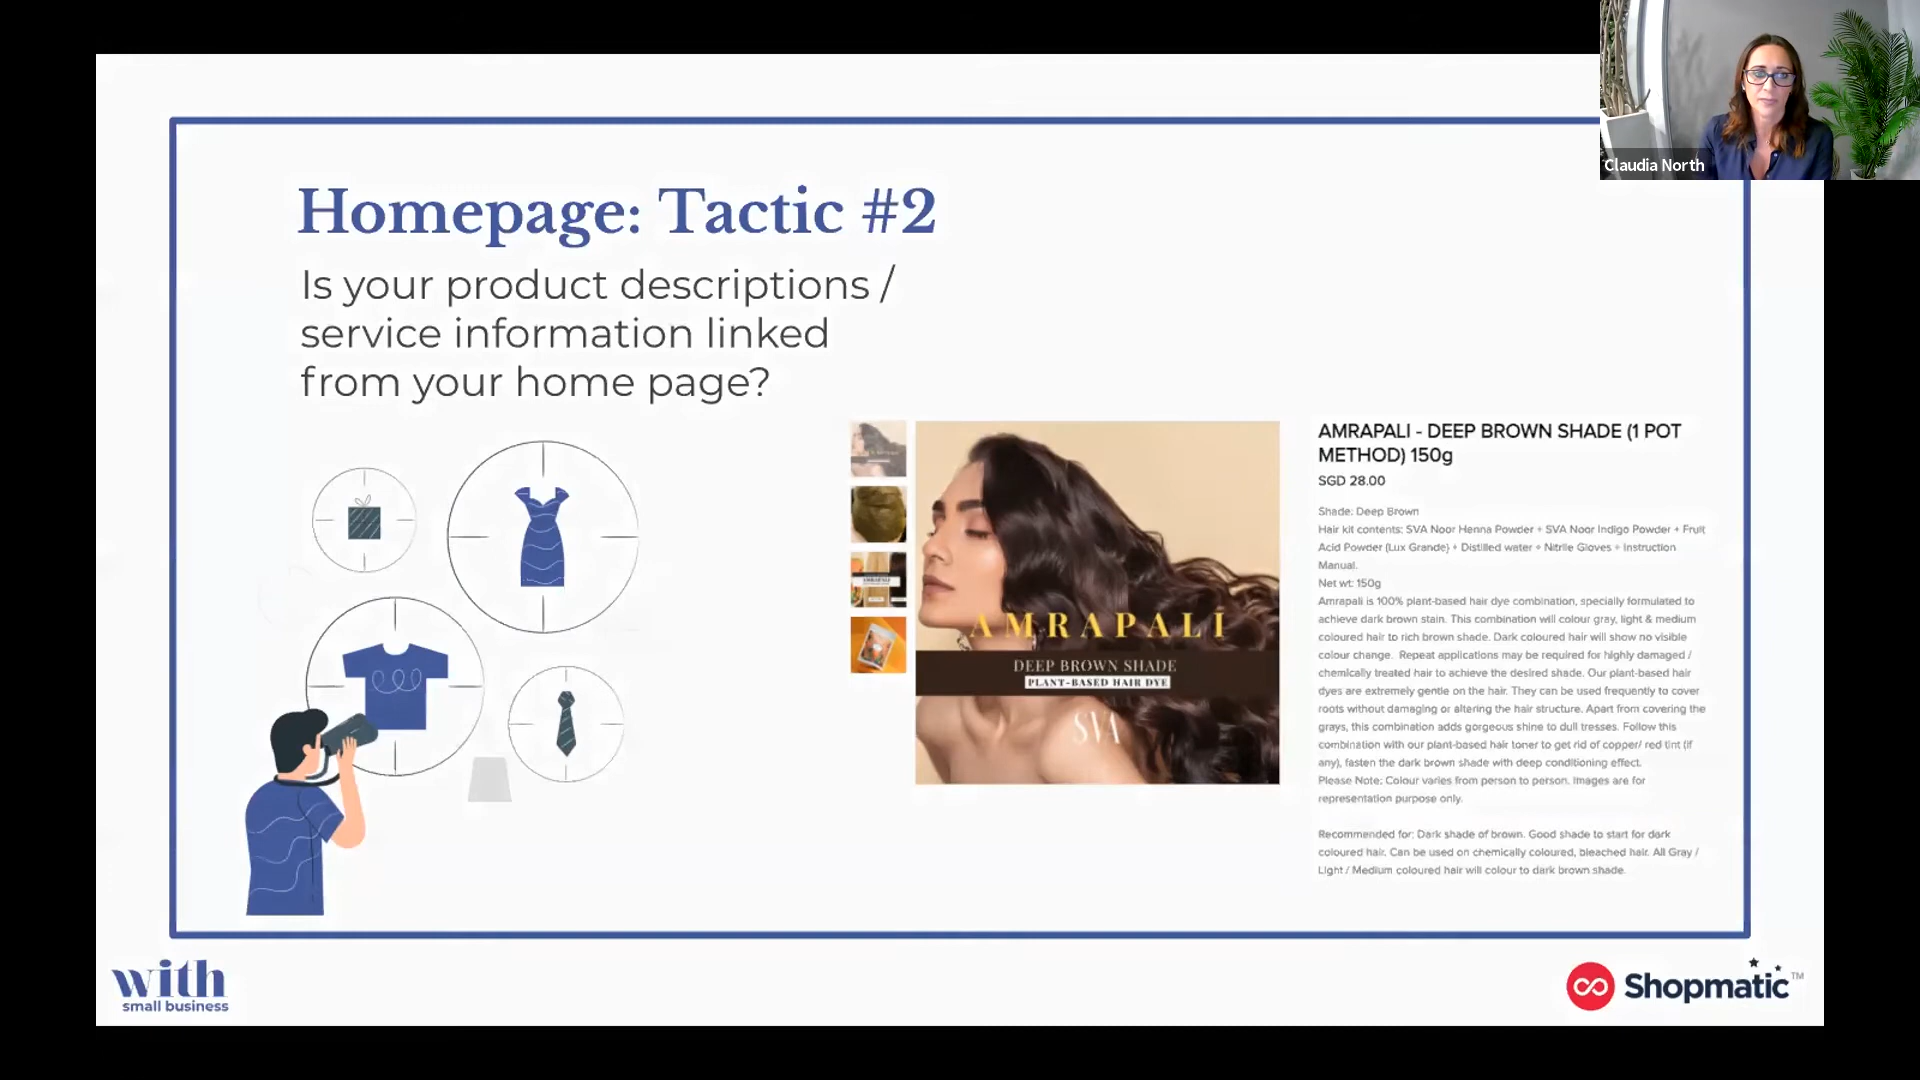 Claudia North
Homepage: Tactic #2
Is your product descriptions /
service information linked
from your home page?
AMRAPALI
DEEP BROWN SHADE
PLANT-BASED HAIR DYE
SVA
AMRAPALI - DEEP BROWN SHADE (1 POT
METHOD) 150g
SGD 28.00
Shade: Deep Brown
Hair kit contents: SVA Noor Henna Powder + SVA Noor Indigo Powder + Fruit
Acid Powder (Lux Grande) + Distilled water + Nitrile Gloves + Instruction
Manual.
Net wt: 150g
Amrapali is 100% plant-based hair dye combination, specially formulated to
achieve dark brown stain. This combination will colour gray, light & medium
coloured hair to rich brown shade. Dark coloured hair will show no visible
colour change. Repeat applications may be required for highly damaged /
chemically treated hair to achieve the desired shade. Our plant-based hair
dyes are extremely gentle on the hair. They can be used frequently to cover
roots without damaging or altering the hair structure. Apart from covering the
grays, this combination adds gorgeous shine to dull tresses. Follow this
combination with our plant-based hair toner to get rid of copper/ red tint (if
any), fasten the dark brown shade with deep conditioning effect.
Please Note: Colour varies from person to person. Images are for
representation purpose only.
Recommended for: Dark shade of brown. Good shade to start for dark
coloured hair. Can be used on chemically coloured, bleached hair. All Gray /
Light / Medium coloured hair will colour to dark brown shade.
with
small business
Shopmatic™